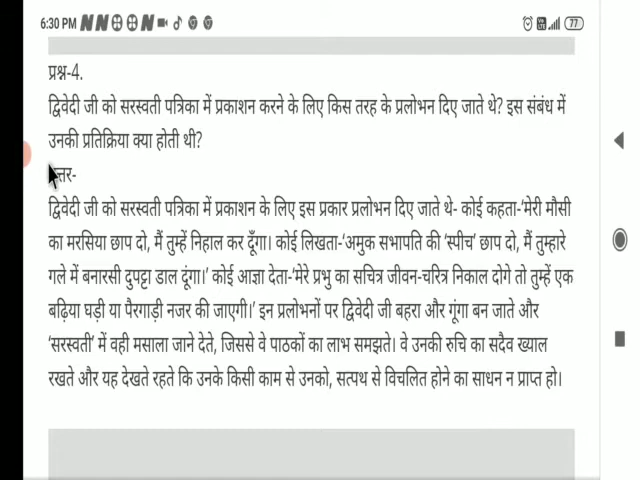 6:30 PM
77
प्रश्न-4.
द्विवेदी जी को सरस्वती पत्रिका में प्रकाशन करने के लिए किस तरह के प्रलोभन दिए जाते थे? इस संबंध में
उनकी प्रतिक्रिया क्या होती थी?
त्तर-
द्विवेदी जी को सरस्वती पत्रिका में प्रकाशन के लिए इस प्रकार प्रलोभन दिए जाते थे- कोई कहता-'मेरी मौसी
का मरसिया छाप दो, मैं तुम्हें निहाल कर दूँगा। कोई लिखता-'अमुक सभापति की 'स्पीच' छाप दो, मैं तुम्हारे
गले में बनारसी दुपट्टा डाल दूंगा।' कोई आज्ञा देता-'मेरे प्रभु का सचित्र जीवन-चरित्र निकाल दोगे तो तुम्हें एक
बढ़िया घड़ी या पैरगाड़ी नजर की जाएगी।' इन प्रलोभनों पर द्विवेदी जी बहरा और गूंगा बन जाते और
'सरस्वती' में वही मसाला जाने देते, जिससे वे पाठकों का लाभ समझते। वे उनकी रुचि का सदैव ख्याल
रखते और यह देखते रहते कि उनके किसी काम से उनको, सत्पथ से विचलित होने का साधन न प्राप्त हो।